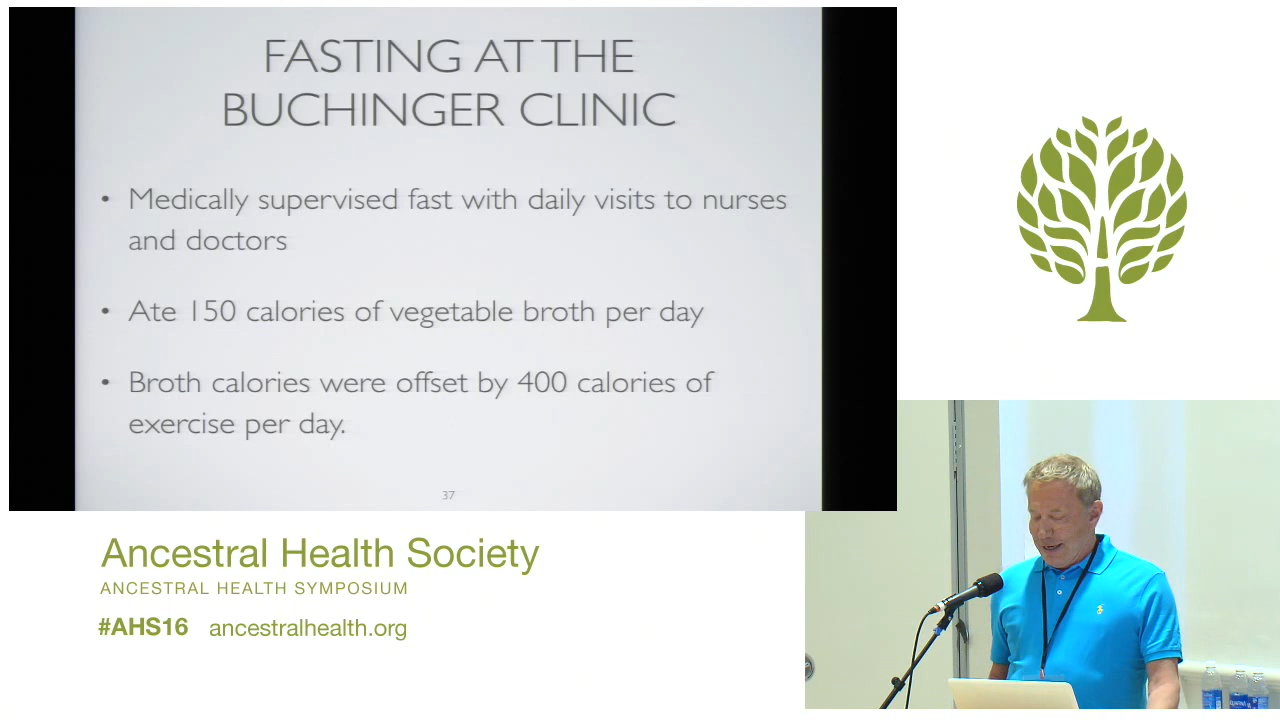 FASTING AT THE
BUCHINGER CLINIC
• Medically supervised fast with daily visits to nurses
and doctors
• Ate 150 calories of vegetable broth per day
• Broth calories were offset by 400 calories of
exercise per day.
37
Ancestral Health Society
ANCESTRAL HEALTH SYMPOSIUM
#AHS16 ancestralhealth.org